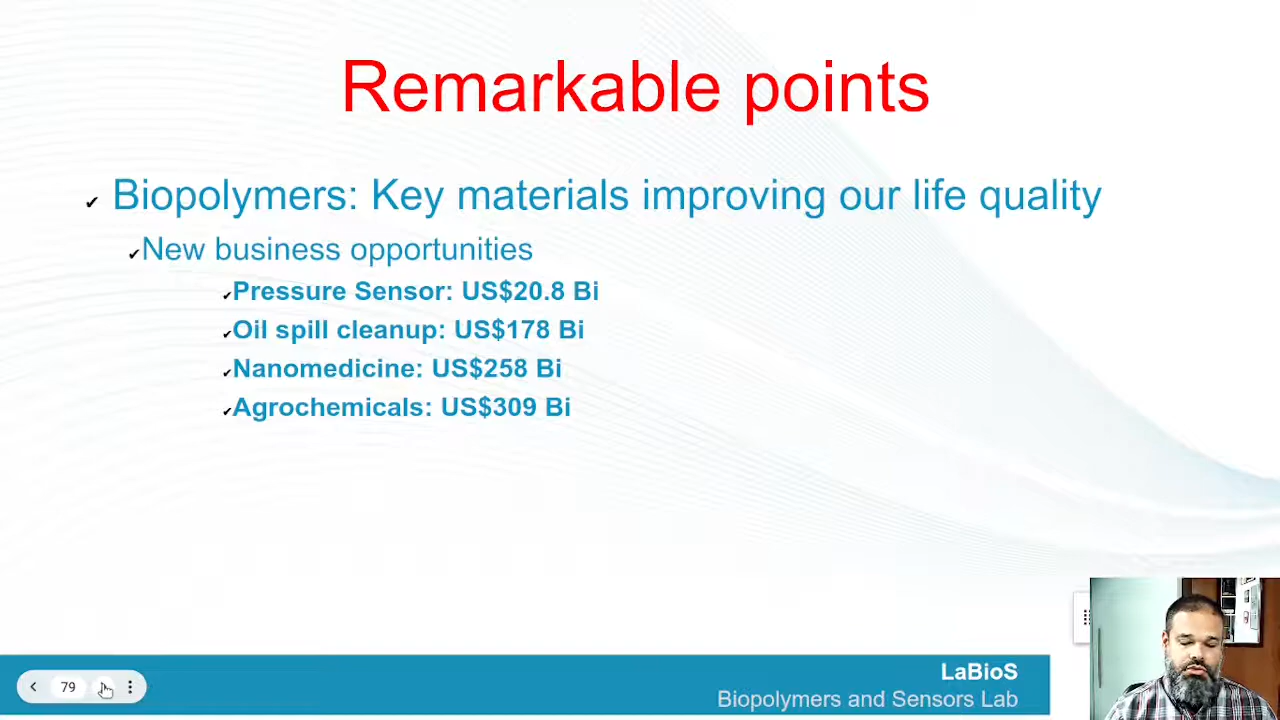 Remarkable points
✔ Biopolymers: Key materials improving our life quality
✔New business opportunities
✔Pressure Sensor: US$20.8 Bi
✔Oil spill cleanup: US$178 Bi
✔Nanomedicine: US$258 Bi
✔Agrochemicals: US$309 Bi
LaBioS
Biopolymers and Sensors Lab
79